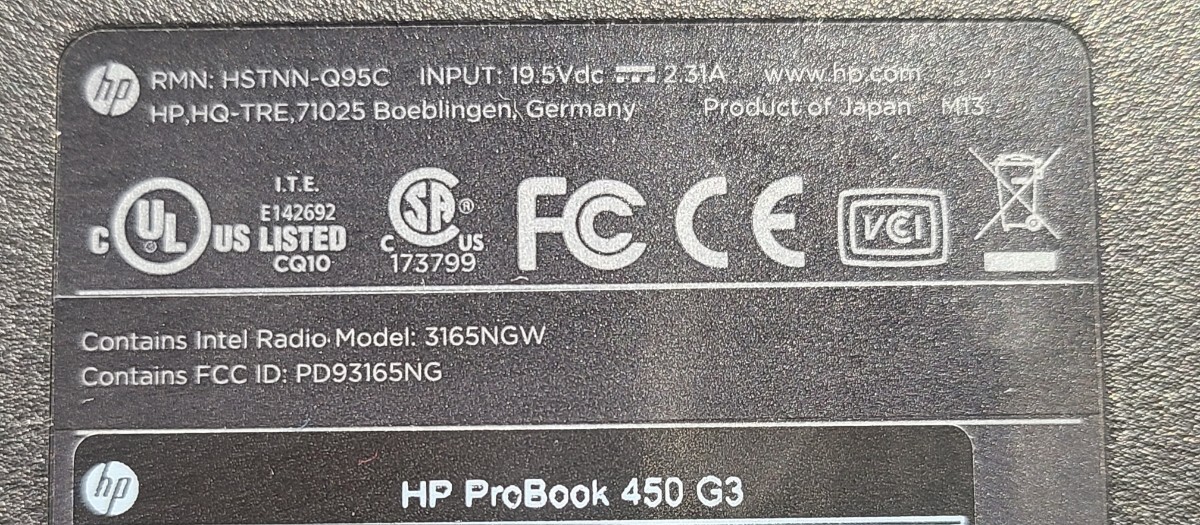 hp RMN: HSTNN-Q95C INPUT: 19.5Vdc 2.31A www.hp.com
HP,HQ-TRE,71025 Boeblingen, Germany Product of Japan M13
I.T.E.
E142692
C UL US LISTED
CQ10
C SA ® US
173799
FC CE VCI
Contains Intel Radio Model: 3165NGW
Contains FCC ID: PD93165NG
hp HP ProBook 450 G3